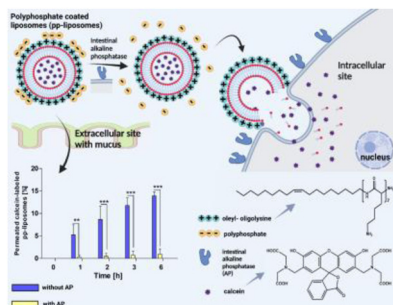 Polyphosphate coated
liposomes (pp-liposomes)
Intestinal
alkaline
phosphatase
Intracellular
site
Extracellular site
with mucus
nucleus
Permeated calcein-labeled
pp-liposomes [%]
15
10
5
0
**
***
***
***
0 1 2 3 6
Time [h]
without AP
with AP
oleyl- oligolysine
polyphosphate
intestinal
alkaline
phosphatase
(AP)
calcein